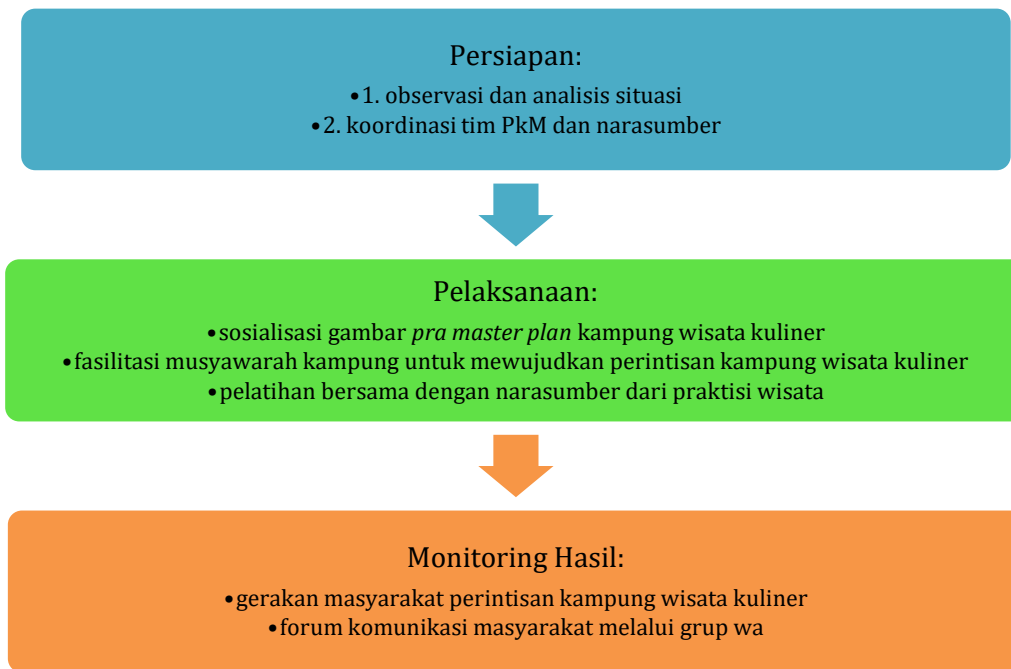 Persiapan:
•1. observasi dan analisis situasi
•2. koordinasi tim PkM dan narasumber
Pelaksanaan:
•sosialisasi gambar pra master plan kampung wisata kuliner
•fasilitasi musyawarah kampung untuk mewujudkan perintisan kampung wisata kuliner
•pelatihan bersama dengan narasumber dari praktisi wisata
Monitoring Hasil:
•gerakan masyarakat perintisan kampung wisata kuliner
•forum komunikasi masyarakat melalui grup wa